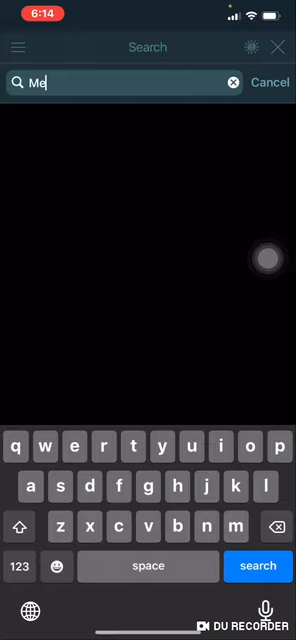 6:14
Search
Me
Cancel
q w e r t y u i o p
a s d f g h j k l
z x c v b n m
123 space search
DU RECORDER